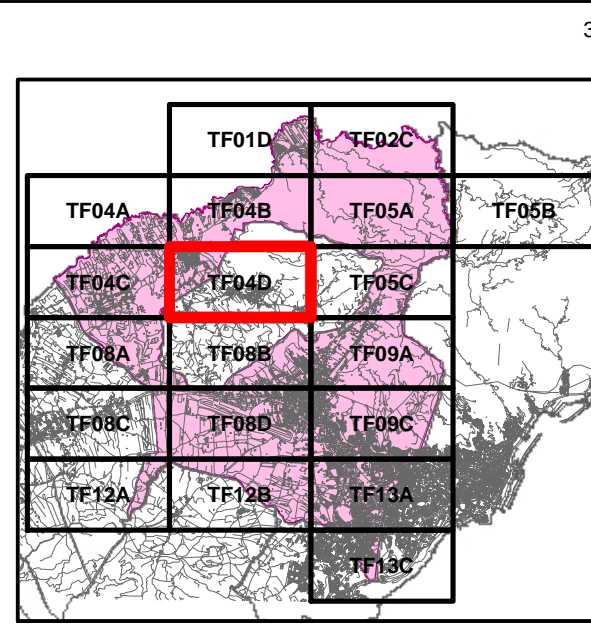 3
TF01D TF02C
TF04A TF04B TF05A TF05B
TF04C TF04D TF05C
TF08A TF08B TF09A
TF08C TF08D TF09C
TF12A TF12B TF13A
TF13C